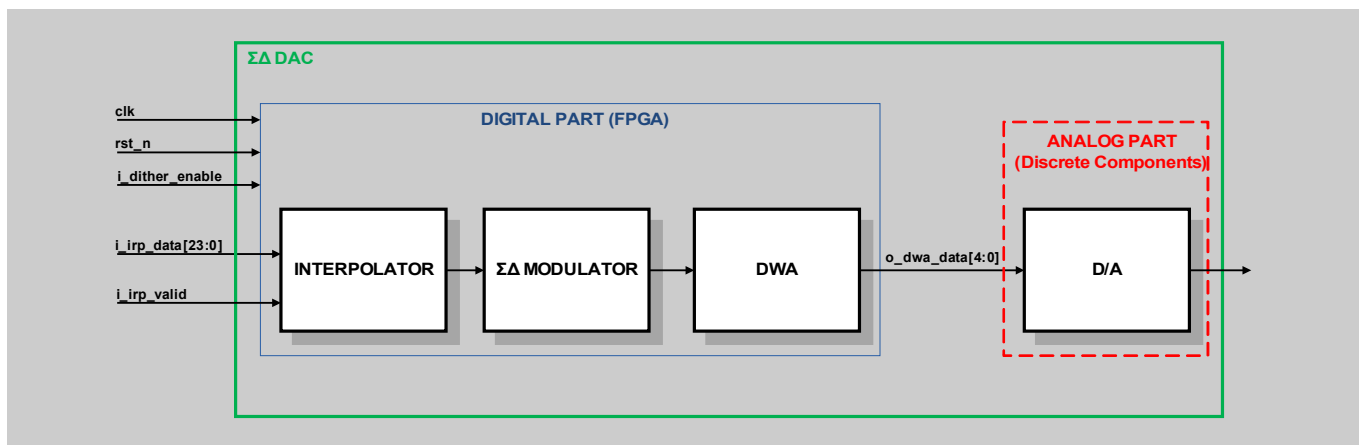 ΣΔ DAC
clk
rst_n
i_dither_enable
i_irp_data[23:0]
i_irp_valid
DIGITAL PART (FPGA)
INTERPOLATOR
ΣΔ MODULATOR
DWA
o_dwa_data[4:0]
ANALOG PART
(Discrete Components)
D/A